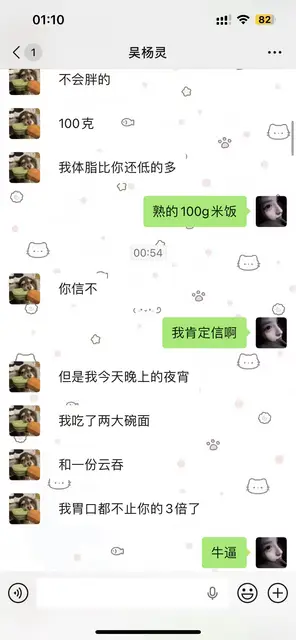 01:10
82
1
吴杨灵
不会胖的
100克
我体脂比你还低的多
熟的100g米饭
00:54
你信不
我肯定信啊
但是我今天晚上的夜宵
我吃了两大碗面
和一份云吞
我胃口都不止你的3倍了
牛逼